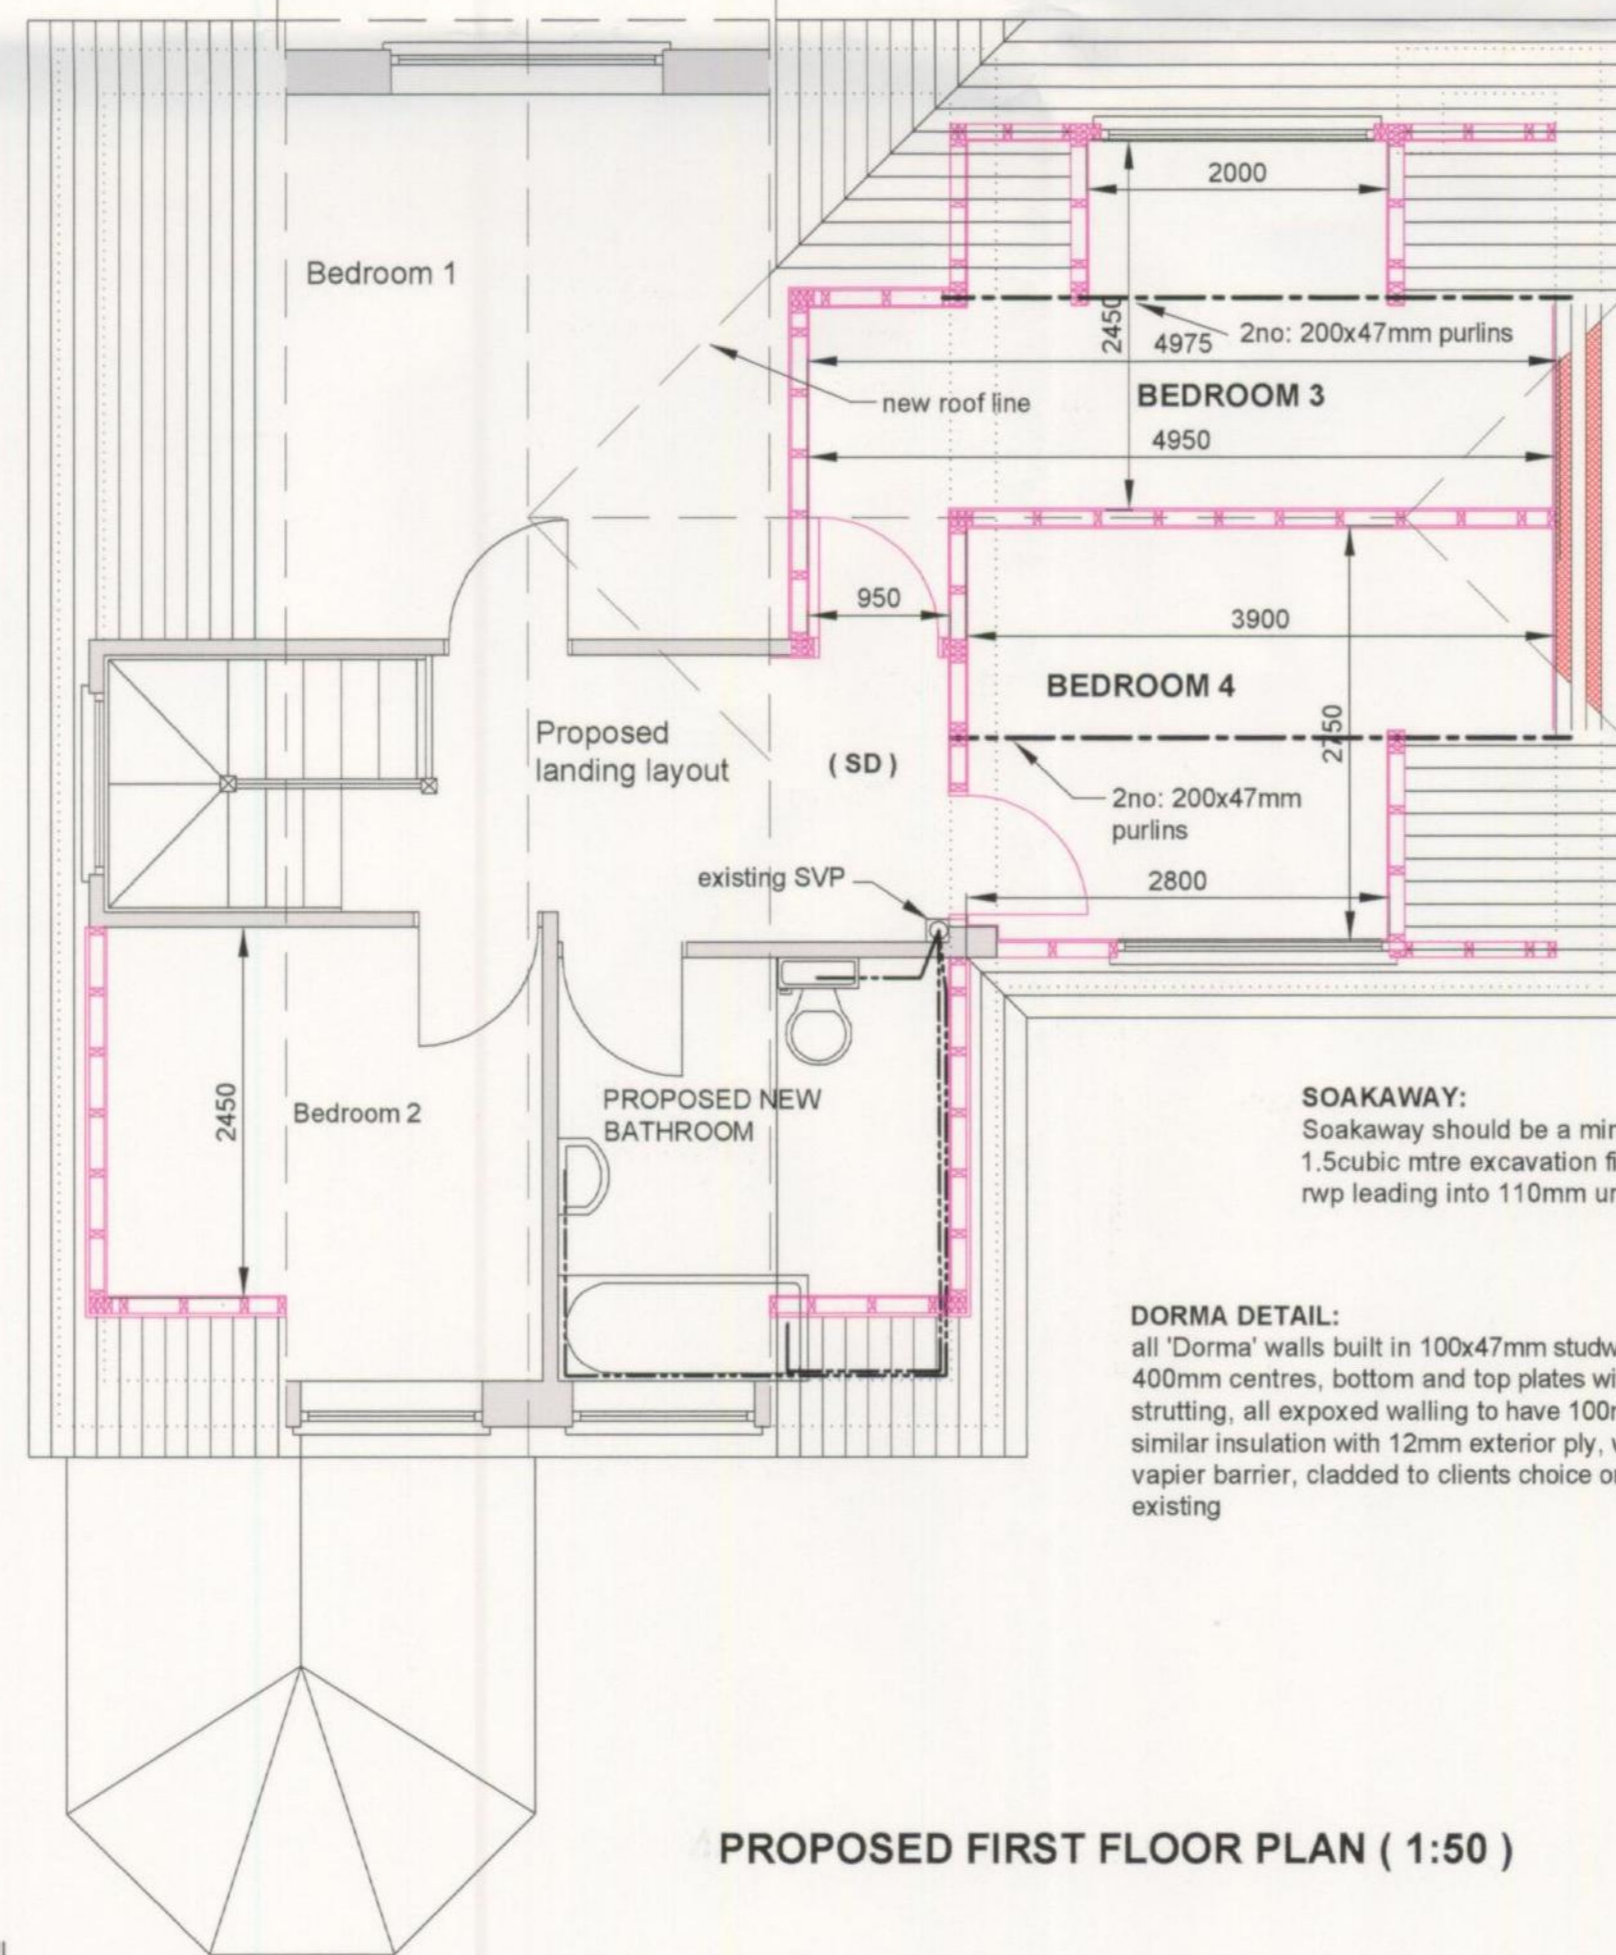 2000
Bedroom 1
2450
4975
2no: 200x47mm purlins
new roof line
BEDROOM 3
4950
950
3900
BEDROOM 4
Proposed
landing layout
( SD )
2750
2no: 200x47mm
purlins
existing SVP
2800
2450
Bedroom 2
PROPOSED NEW
BATHROOM
SOAKAWAY:
Soakaway should be a
1.5cubic mtre excavation
rwp leading into 110mm
DORMA DETAIL:
all 'Dorma' walls built in 100x47mm
400mm centres, bottom and top plates
strutting, all expoxed walling to have
similar insulation with 12mm exterior ply,
vapier barrier, cladded to clients choice
existing
PROPOSED FIRST FLOOR PLAN ( 1:50 )